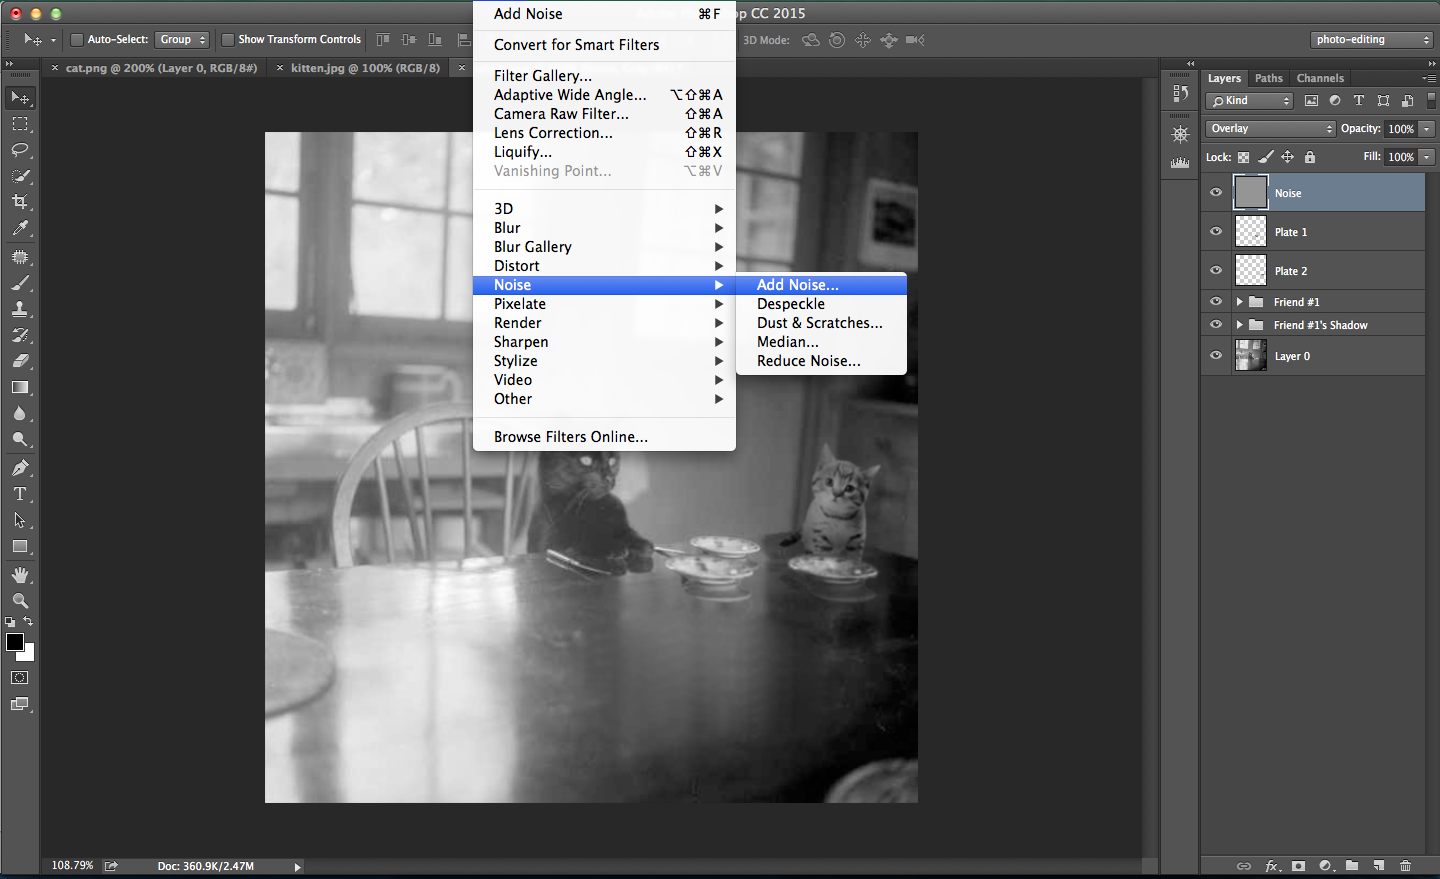 Add Noise ⌘F
op CC 2015
Auto-Select: Group Show Transform Controls
3D Mode:
photo-editing
× cat.png @ 200% (Layer 0, RGB/8#) × kitten.jpg @ 100% (RGB/8) ×
Convert for Smart Filters
Filter Gallery...
Adaptive Wide Angle... ⌥⇧⌘A
Camera Raw Filter... ⇧⌘A
Lens Correction... ⇧⌘R
Liquify... ⇧⌘X
Vanishing Point... ⌥⌘V
3D
Blur
Blur Gallery
Distort
Noise
Pixelate
Render
Sharpen
Stylize
Video
Other
Browse Filters Online...
Add Noise...
Despeckle
Dust & Scratches...
Median...
Reduce Noise...
Layers Paths Channels
Kind
Overlay Opacity: 100%
Lock: Fill: 100%
Noise
Plate 1
Plate 2
Friend #1
Friend #1's Shadow
Layer 0
108.79% Doc: 360.9K/2.47M
fx